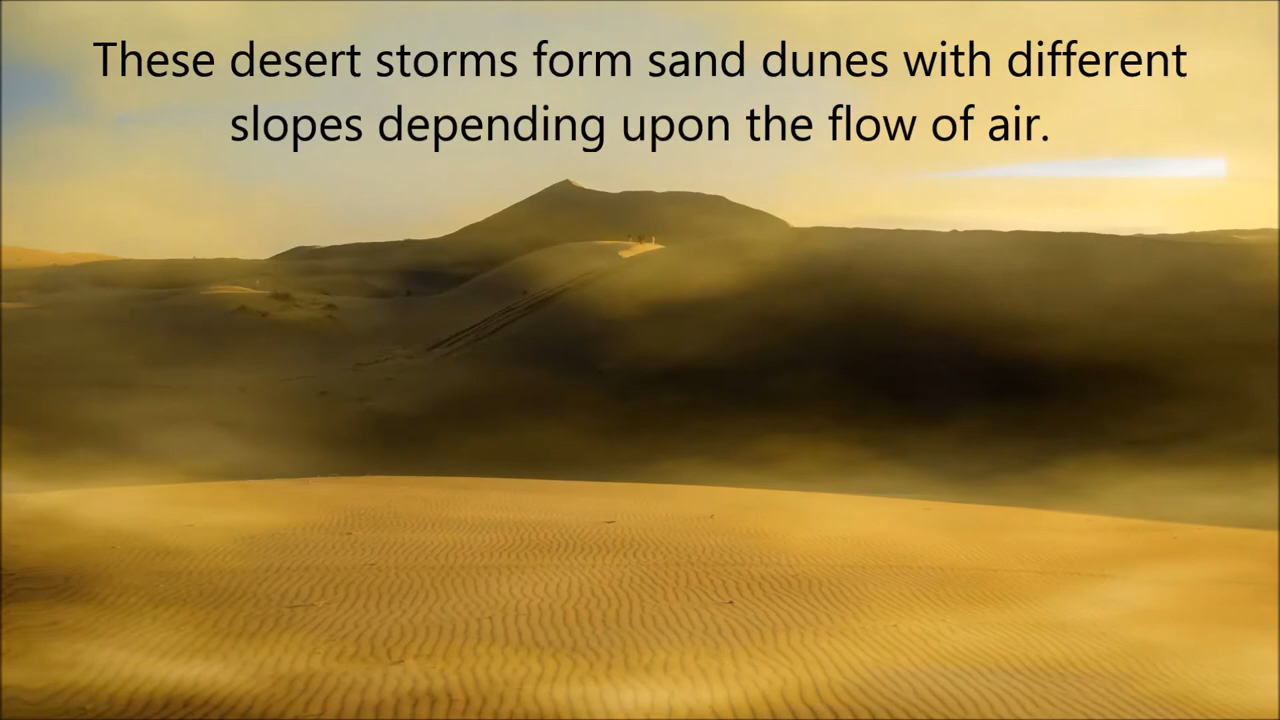 These desert storms form sand dunes with different
slopes depending upon the flow of air.